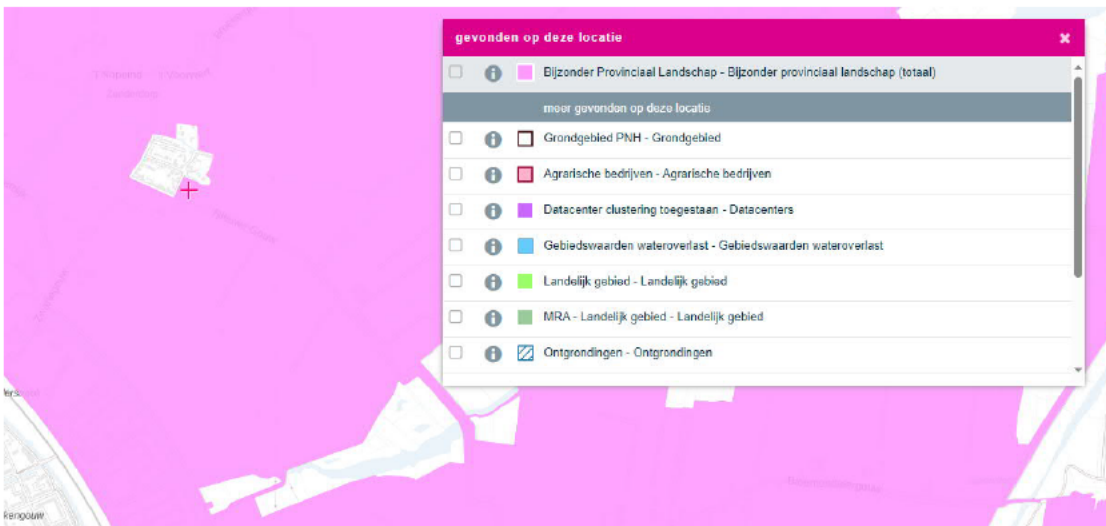 gevonden op deze locatie
Bijzonder Provinciaal Landschap - Bijzonder provinciaal landschap (totaal)
meer gevonden op deze locatie
Grondgebied PNH - Grondgebied
Agrarische bedrijven - Agrarische bedrijven
Datacenter clustering toegestaan - Datacenters
Gebiedswaarden wateroverlast - Gebiedswaarden wateroverlast
Landelijk gebied - Landelijk gebied
MRA - Landelijk gebied - Landelijk gebied
Ontgrondingen - Ontgrondingen
kengouw